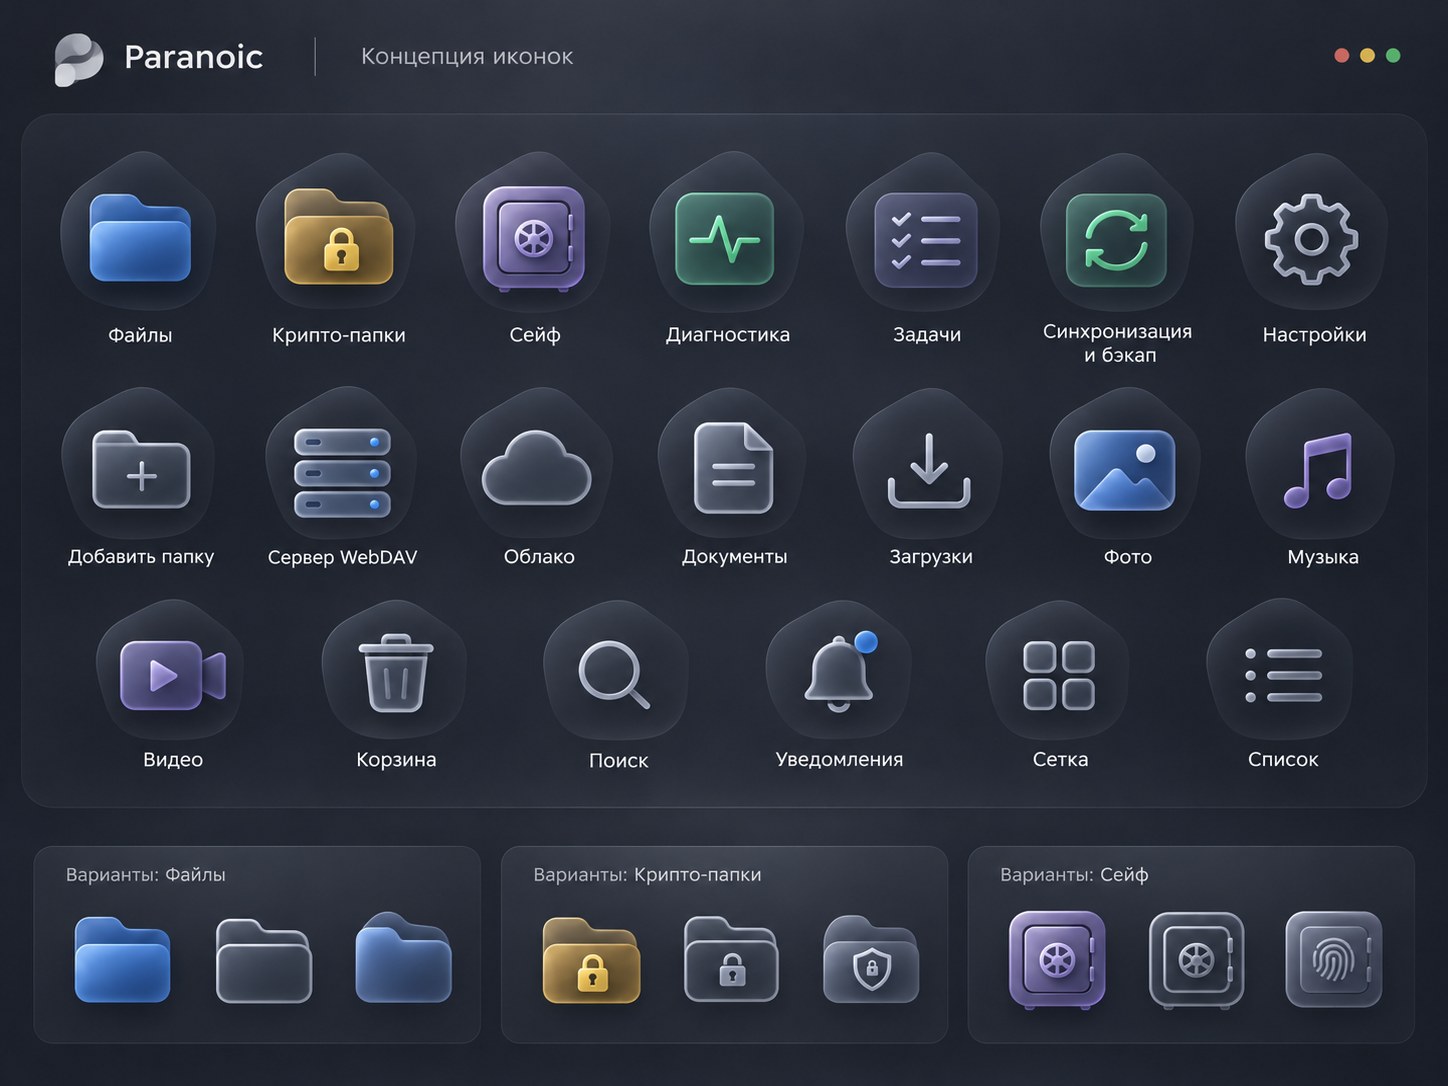 Paranoic
Концепция иконок
Файлы
Крипто-папки
Сейф
Диагностика
Задачи
Синхронизация
и бэкап
Настройки
Добавить папку
Сервер WebDAV
Облако
Документы
Загрузки
Фото
Музыка
Видео
Корзина
Поиск
Уведомления
Сетка
Список
Варианты: Файлы
Варианты: Крипто-папки
Варианты: Сейф